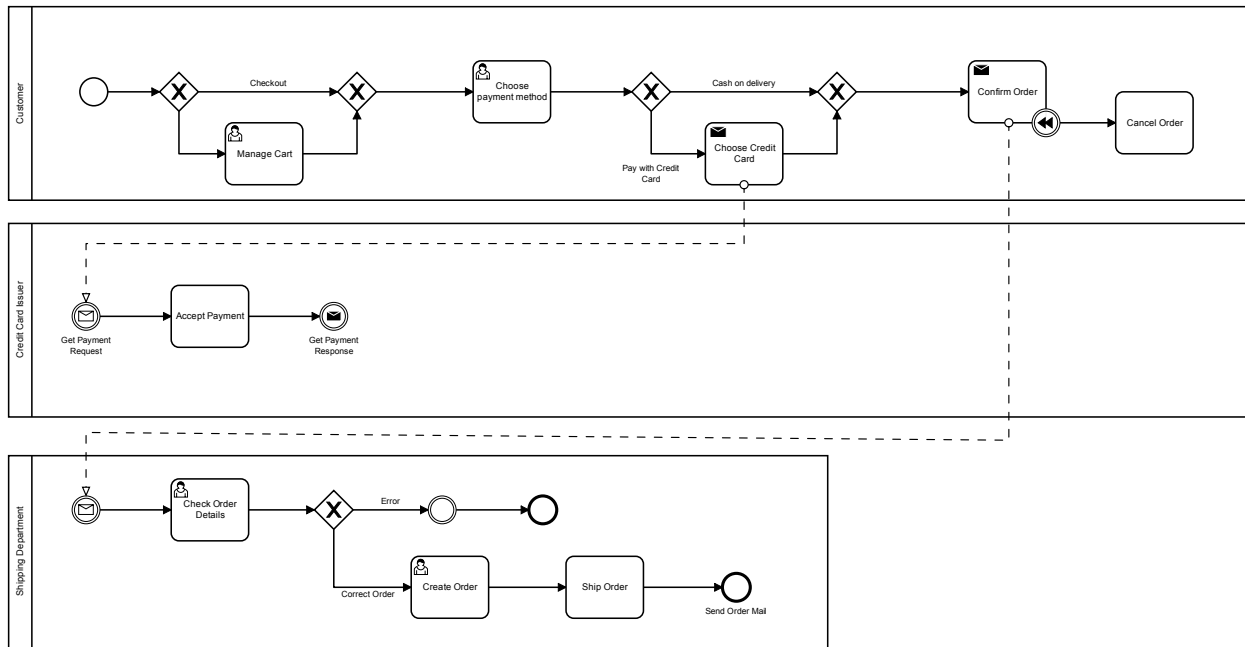 Customer
Checkout
Manage Cart
Choose
payment method
Cash on delivery
Pay with Credit
Card
Choose Credit
Card
Confirm Order
Cancel Order
Credit Card Issuer
Get Payment
Request
Accept Payment
Get Payment
Response
Shipping Department
Check Order
Details
Error
Correct Order
Create Order
Ship Order
Send Order Mail